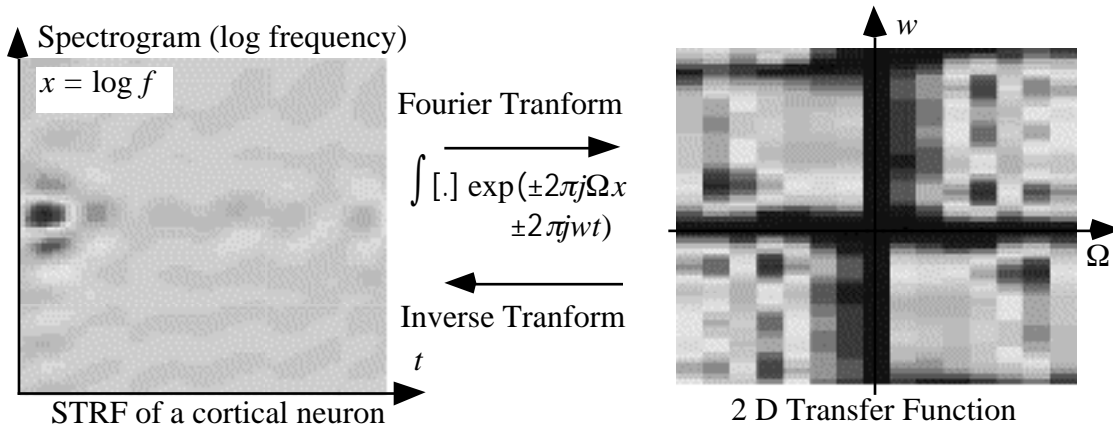 Spectrogram (log frequency)
x = log f
t
STRF of a cortical neuron
Fourier Tranform
∫ [.] exp(±2πjΩx
±2πjwt)
Inverse Tranform
w
Ω
2 D Transfer Function